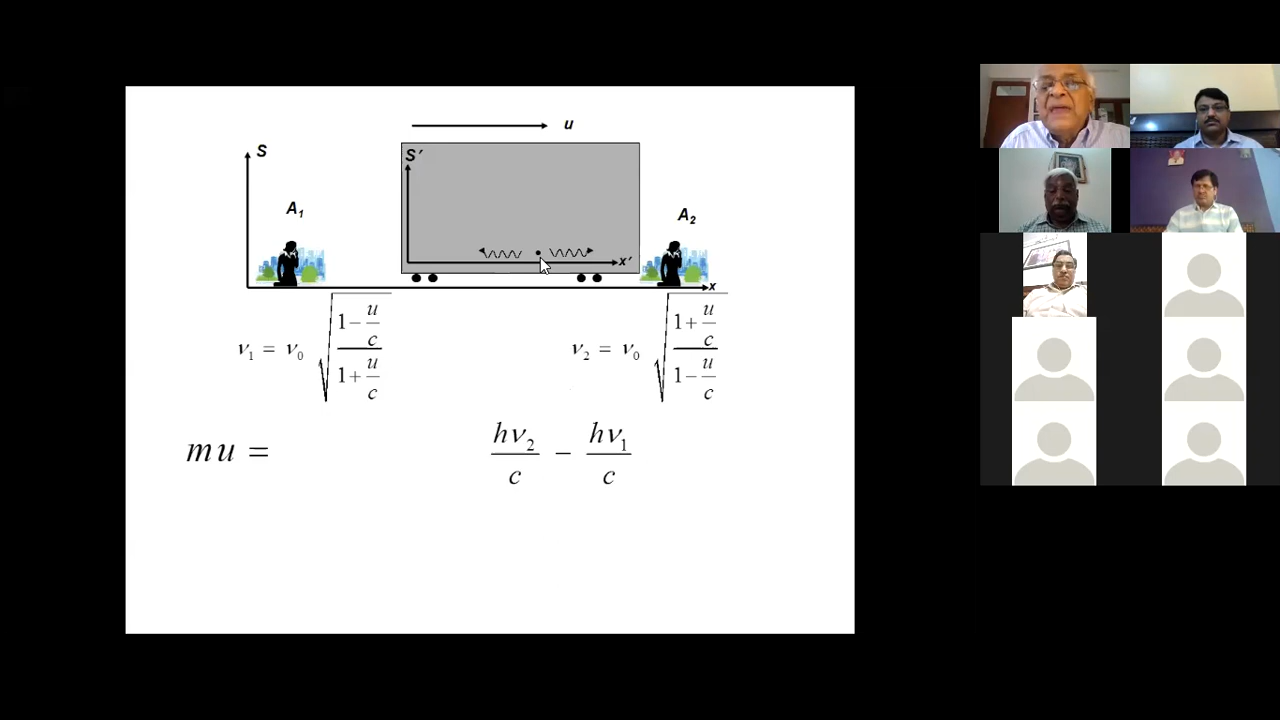 u
S
S′
A1
A2
x′
x
ν1 = ν0 √((1 − u/c)/(1 + u/c))
ν2 = ν0 √((1 + u/c)/(1 − u/c))
mu = hν2/c − hν1/c